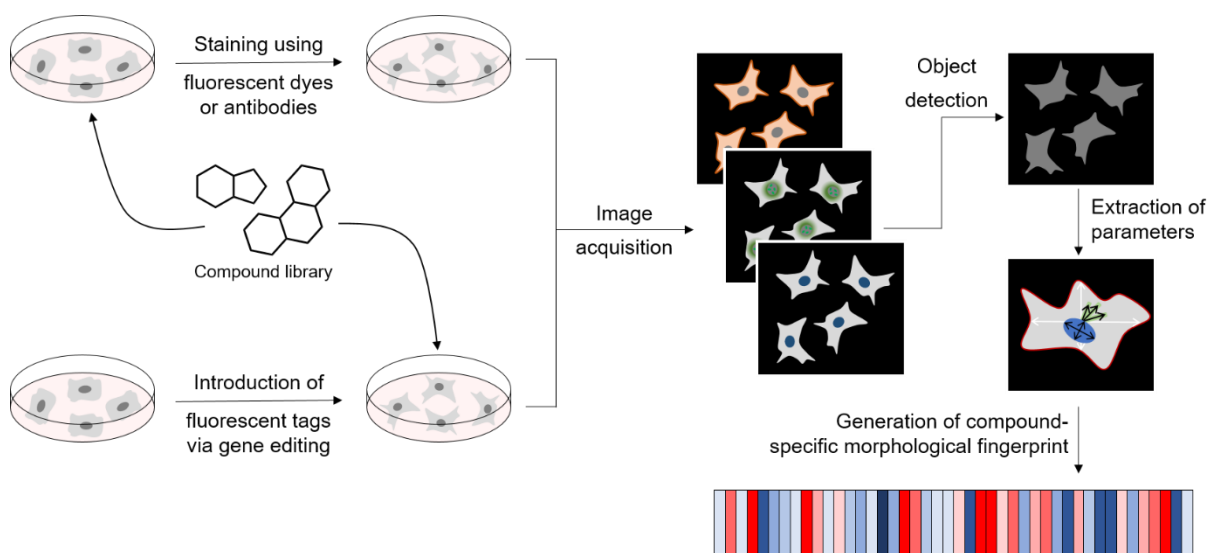 Staining using
fluorescent dyes
or antibodies
Compound library
Introduction of
fluorescent tags
via gene editing
Image
acquisition
Object
detection
Extraction of
parameters
Generation of compound-
specific morphological fingerprint